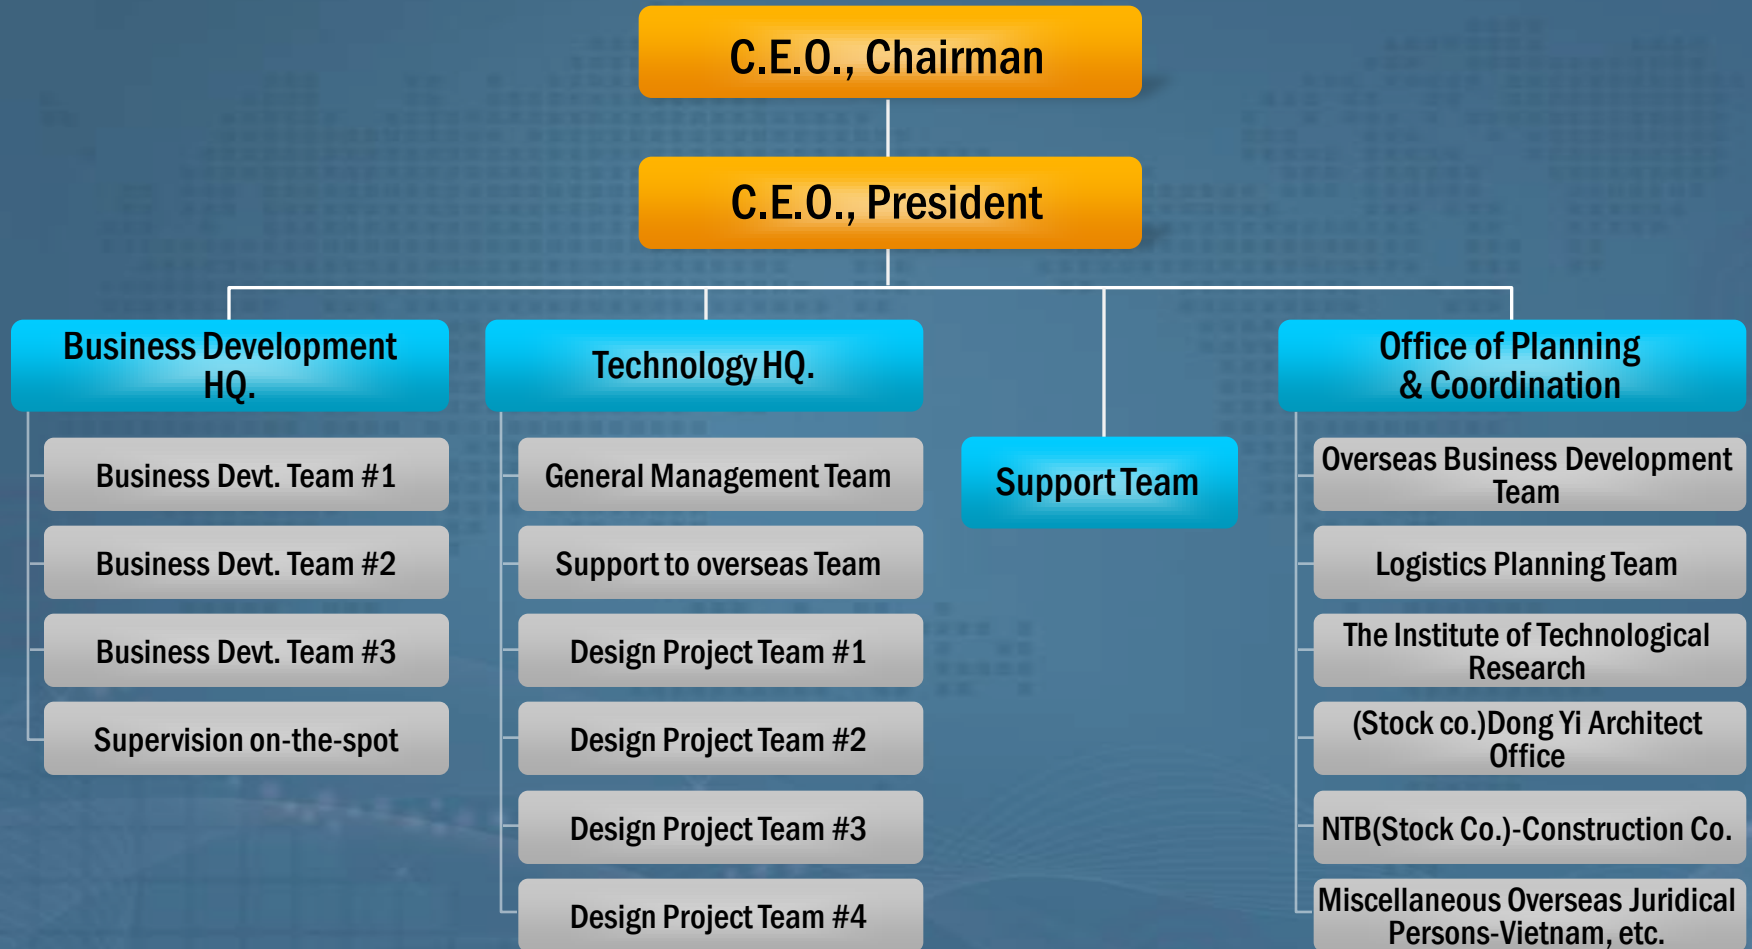 C.E.O., Chairman
C.E.O., President
Business Development
HQ.
Business Devt. Team #1
Business Devt. Team #2
Business Devt. Team #3
Supervision on-the-spot
Technology HQ.
General Management Team
Support to overseas Team
Design Project Team #1
Design Project Team #2
Design Project Team #3
Design Project Team #4
Support Team
Office of Planning
& Coordination
Overseas Business Development
Team
Logistics Planning Team
The Institute of Technological
Research
(Stock co.)Dong Yi Architect
Office
NTB(Stock Co.)-Construction Co.
Miscellaneous Overseas Juridical
Persons-Vietnam, etc.